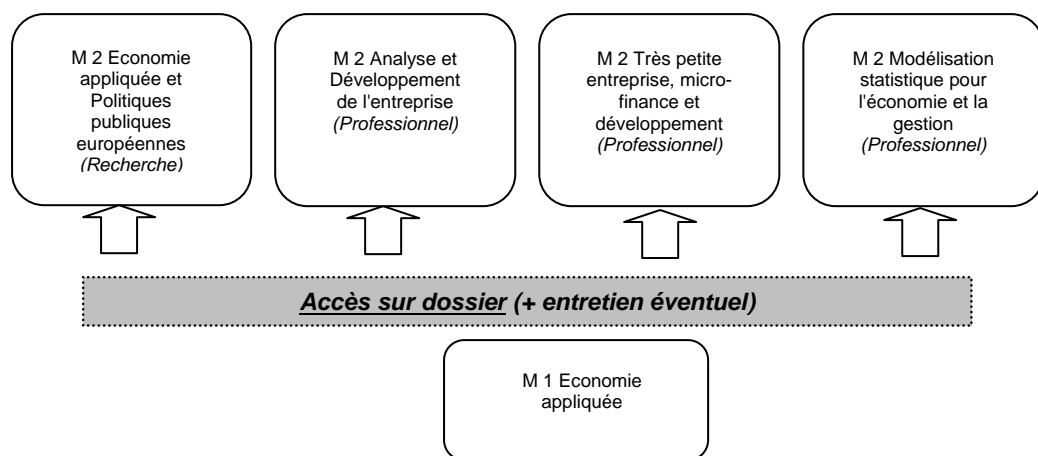 M 2 Economie
appliquée et
Politiques
publiques
européennes
(Recherche)
M 2 Analyse et
Développement
de l'entreprise
(Professionnel)
M 2 Très petite
entreprise, micro-
finance et
développement
(Professionnel)
M 2 Modélisation
statistique pour
l'économie et la
gestion
(Professionnel)
Accès sur dossier (+ entretien éventuel)
M 1 Economie
appliquée